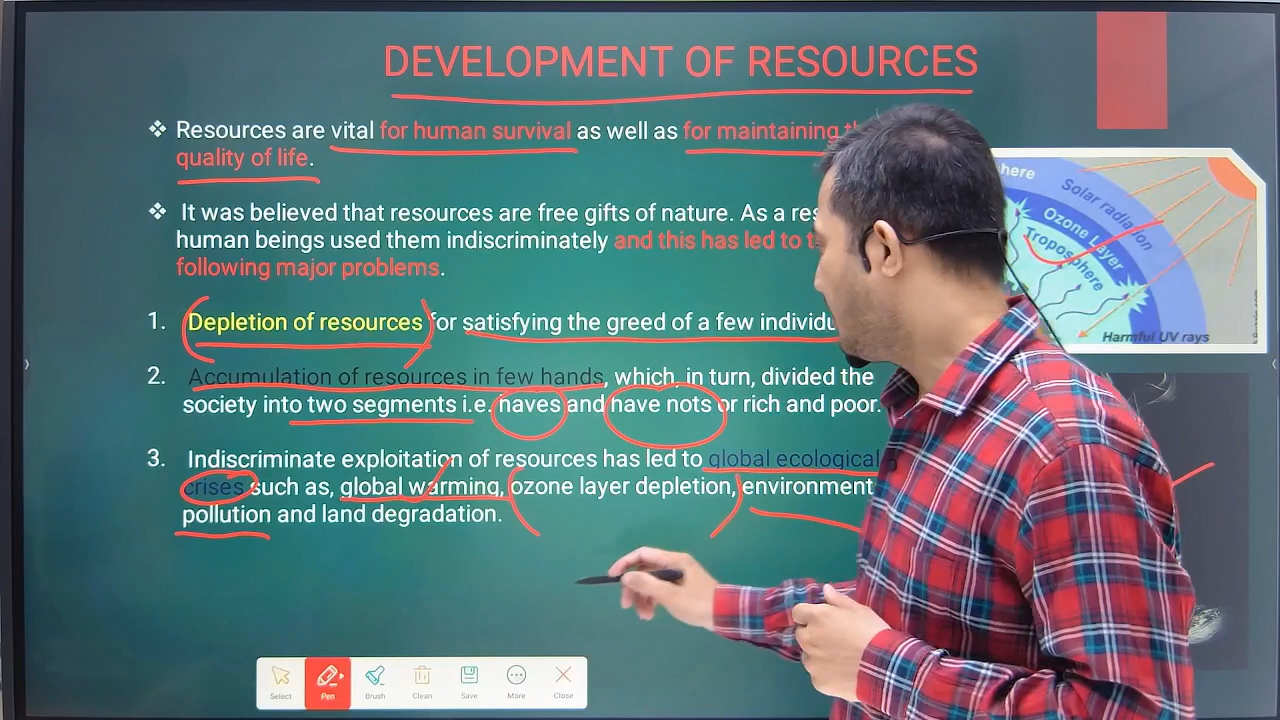 DEVELOPMENT OF RESOURCES
❖ Resources are vital for human survival as well as for maintaining
quality of life.
❖ It was believed that resources are free gifts of nature. As a
human beings used them indiscriminately and this has led to
following major problems.
1. Depletion of resources for satisfying the greed of a few
2. Accumulation of resources in few hands, which, in turn, divided the
society into two segments i.e. haves and have nots or rich and poor.
3. Indiscriminate exploitation of resources has led to global ecological
crises such as, global warming, ozone layer depletion, environment
pollution and land degradation.
Solar radiation
Ozone Layer
Troposphere
Harmful UV rays
Select Pen Brush Clean Save More Close